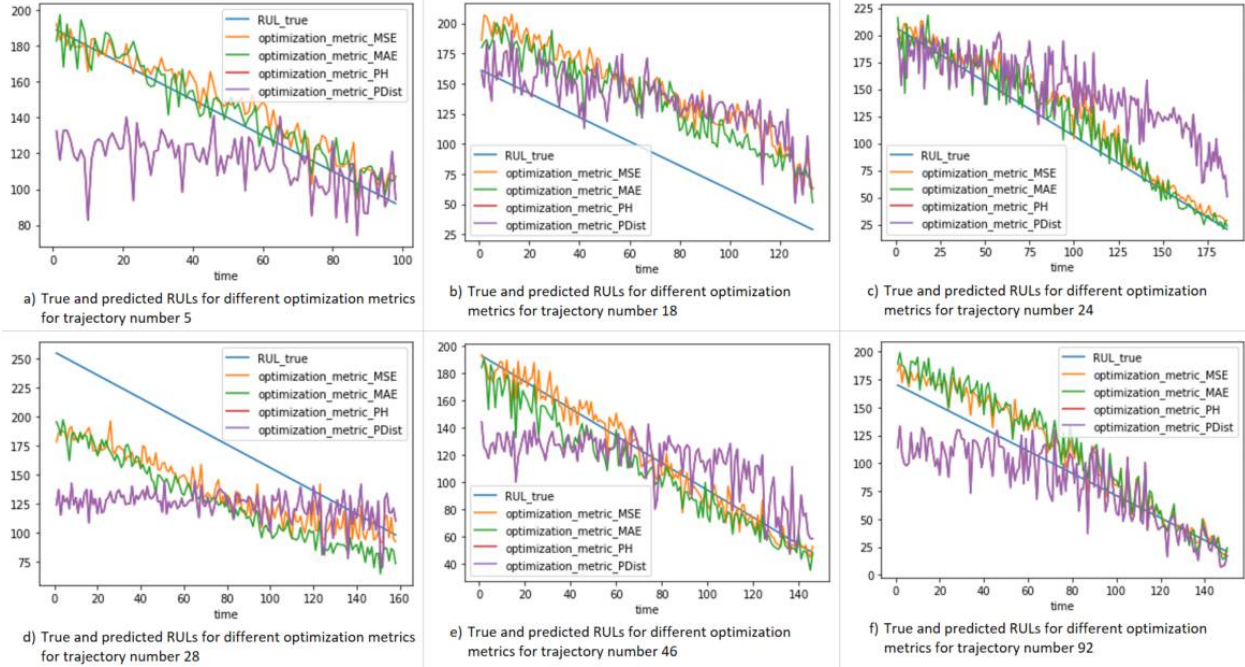 200
180
160
140
120
100
80
RUL_true
optimization_metric_MSE
optimization_metric_MAE
optimization_metric_PH
optimization_metric_PDist
0 20 40 60 80 100
time
a) True and predicted RULs for different optimization metrics
for trajectory number 5
200
175
150
125
100
75
50
25
RUL_true
optimization_metric_MSE
optimization_metric_MAE
optimization_metric_PH
optimization_metric_PDist
0 20 40 60 80 100 120
time
b) True and predicted RULs for different optimization
metrics for trajectory number 18
225
200
175
150
125
100
75
50
25
RUL_true
optimization_metric_MSE
optimization_metric_MAE
optimization_metric_PH
optimization_metric_PDist
0 25 50 75 100 125 150 175
time
c) True and predicted RULs for different optimization
metrics for trajectory number 24
250
225
200
175
150
125
100
75
RUL_true
optimization_metric_MSE
optimization_metric_MAE
optimization_metric_PH
optimization_metric_PDist
0 20 40 60 80 100 120 140 160
time
d) True and predicted RULs for different optimization metrics
for trajectory number 28
200
180
160
140
120
100
80
60
40
RUL_true
optimization_metric_MSE
optimization_metric_MAE
optimization_metric_PH
optimization_metric_PDist
0 20 40 60 80 100 120 140
time
e) True and predicted RULs for different optimization
metrics for trajectory number 46
200
175
150
125
100
75
50
25
0
RUL_true
optimization_metric_MSE
optimization_metric_MAE
optimization_metric_PH
optimization_metric_PDist
0 20 40 60 80 100 120 140
time
f) True and predicted RULs for different optimization
metrics for trajectory number 92